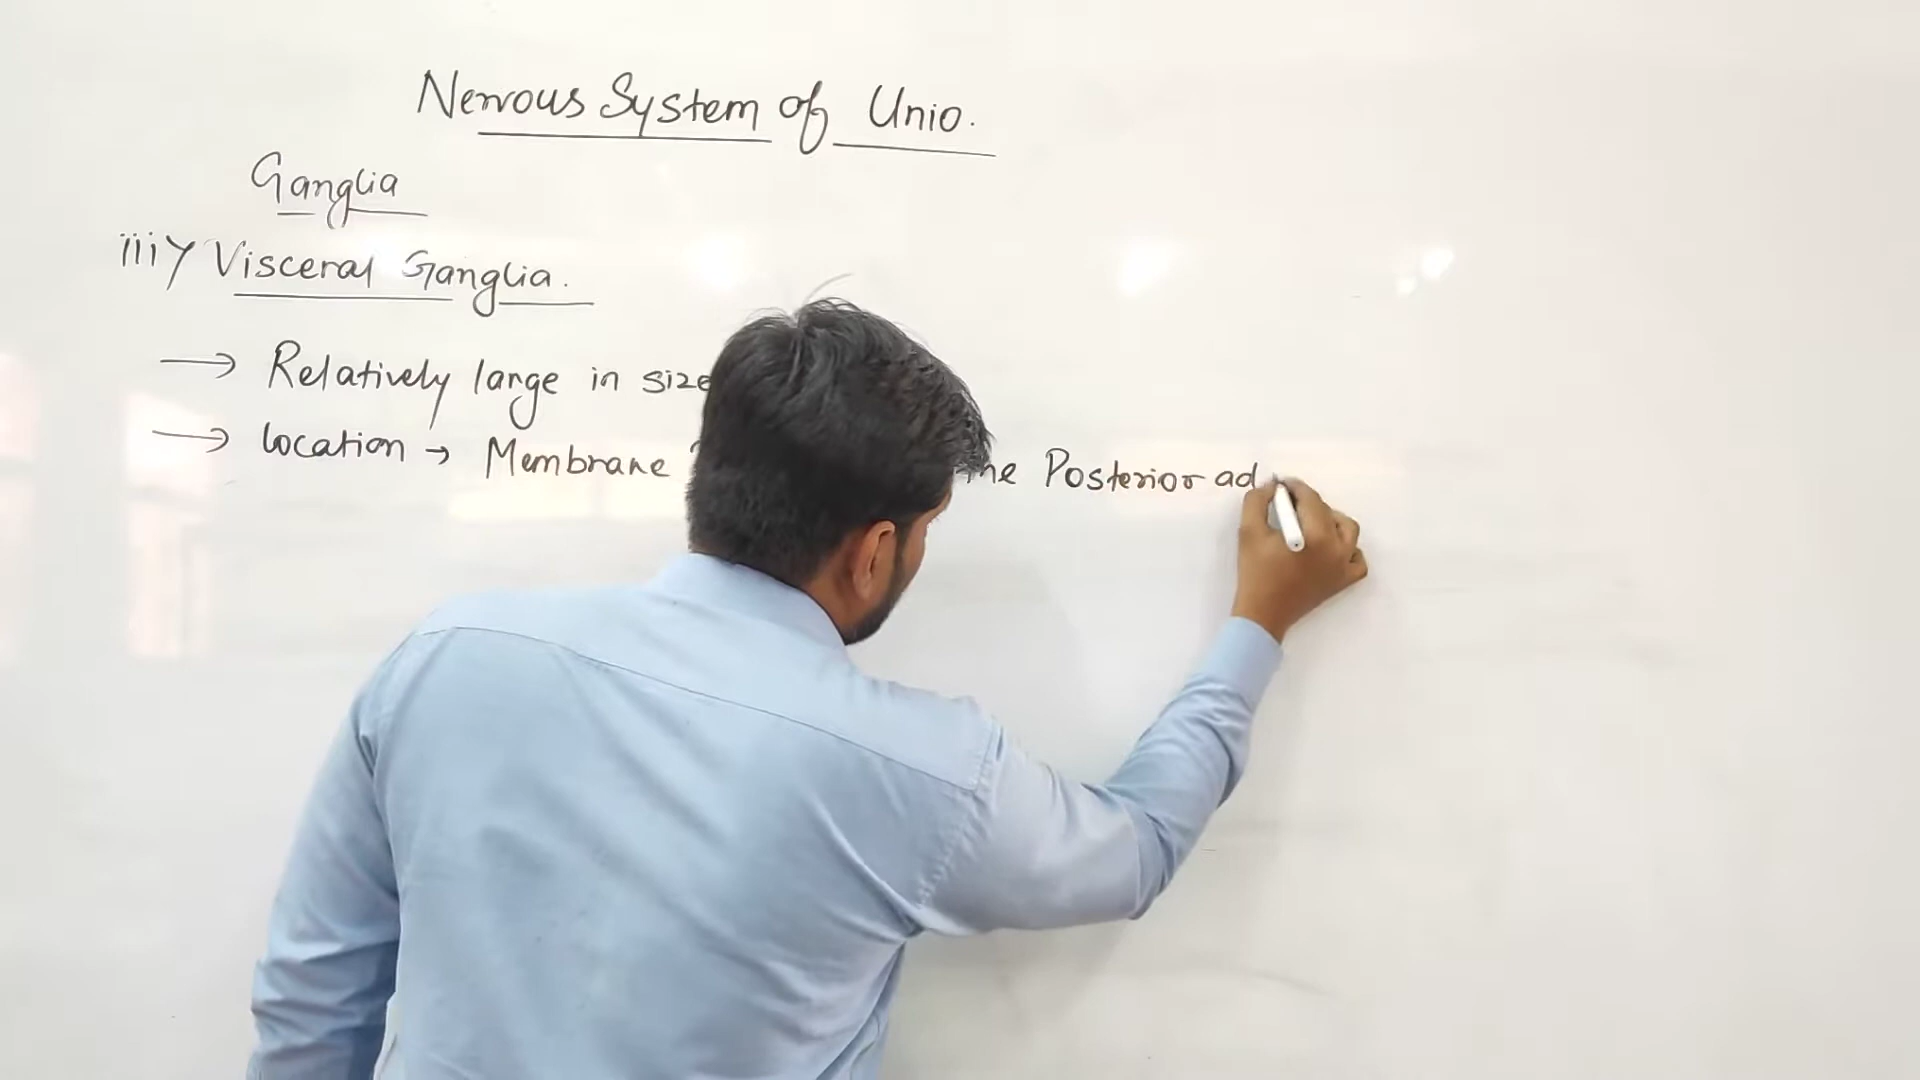 Nervous System of Unio.
Ganglia
iii) Visceral Ganglia.
→ Relatively large in size
→ location → Membrane the Posterior ad